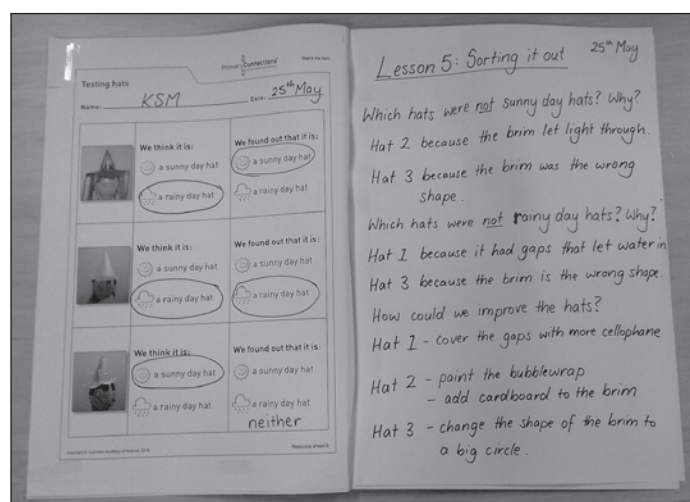 Primary Connections
Testing hats
Name: KSM Date: 25th May
We think it is:
a sunny day hat
a rainy day hat
We found out that it is:
a sunny day hat
a rainy day hat
We think it is:
a sunny day hat
a rainy day hat
We found out that it is:
a sunny day hat
a rainy day hat
We think it is:
a sunny day hat
a rainy day hat
We found out that it is:
a sunny day hat
a rainy day hat
neither
Lesson 5: Sorting it out 25th May
Which hats were not sunny day hats? Why?
Hat 2 because the brim let light through.
Hat 3 because the brim was the wrong
shape.
Which hats were not rainy day hats? Why?
Hat 1 because it had gaps that let water in
Hat 3 because the brim is the wrong shape.
How could we improve the hats?
Hat 1 - cover the gaps with more cellophane
Hat 2 - paint the bubblewrap
- add cardboard to the brim
Hat 3 - change the shape of the brim to
a big circle.